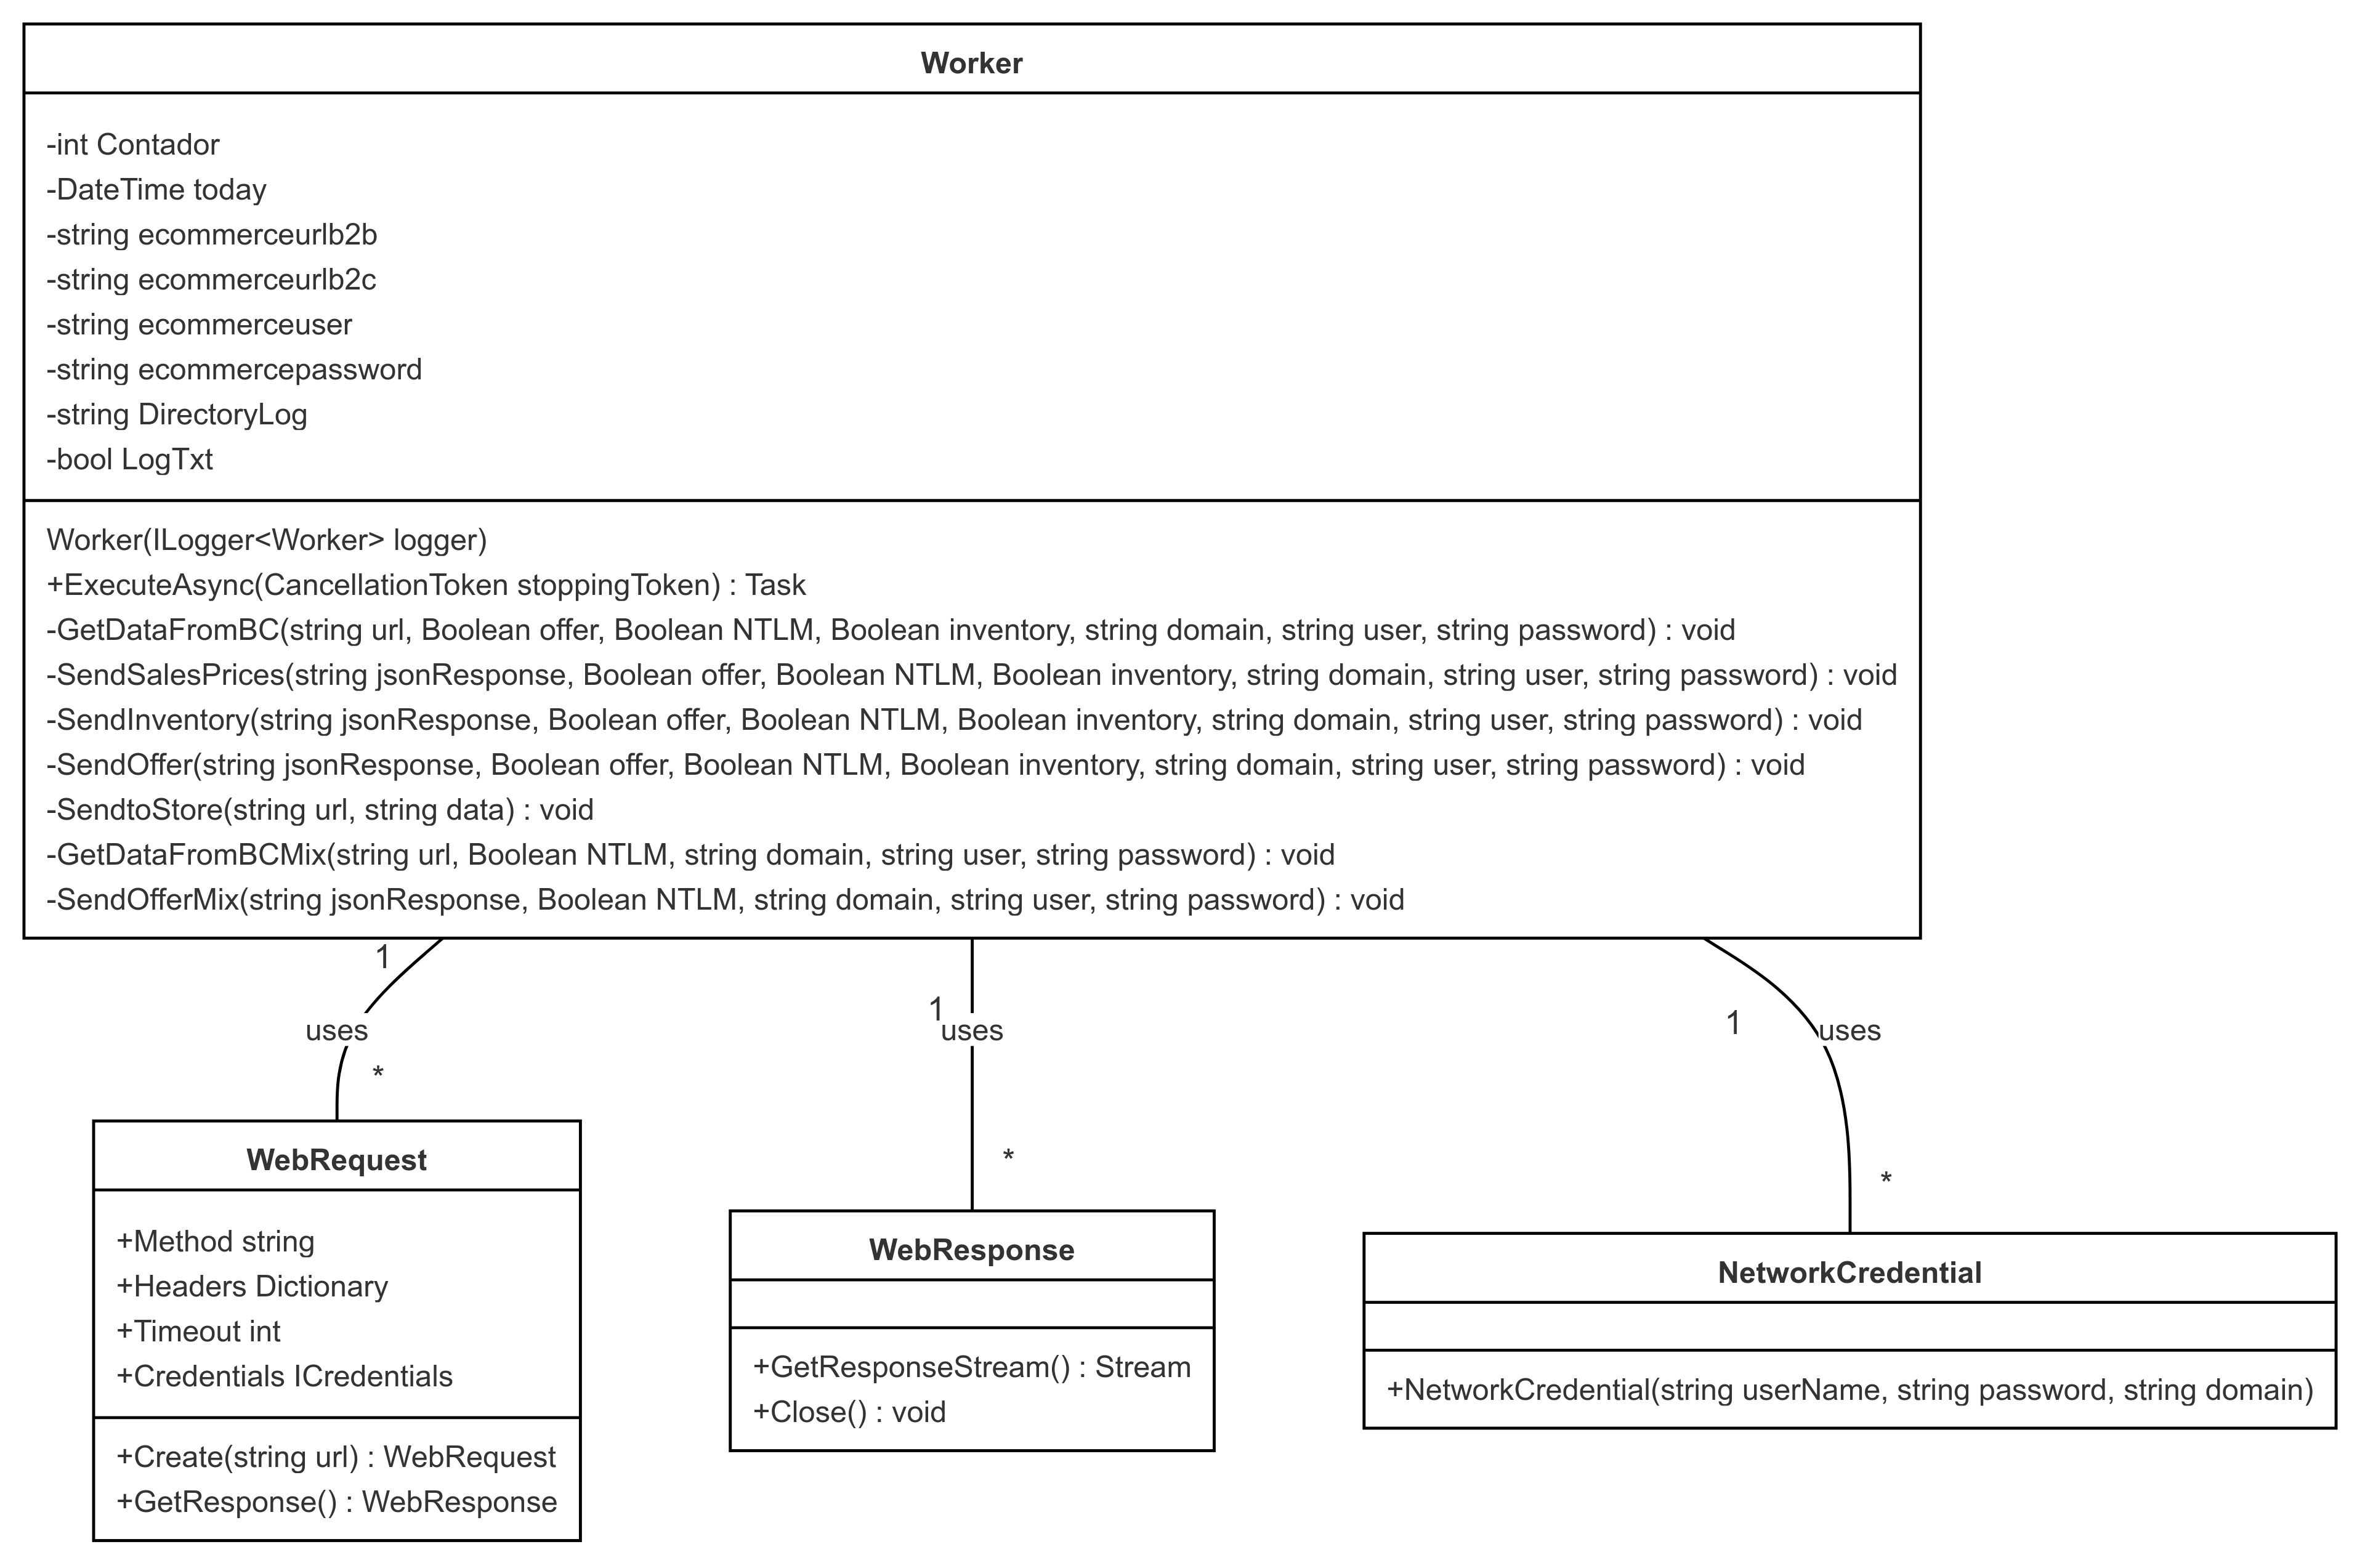 Worker
-int Contador
-DateTime today
-string ecommerceurlb2b
-string ecommerceurlb2c
-string ecommerceuser
-string ecommercepassword
-string DirectoryLog
-bool LogTxt
Worker(ILogger<Worker> logger)
+ExecuteAsync(CancellationToken stoppingToken) : Task
-GetDataFromBC(string url, Boolean offer, Boolean NTLM, Boolean inventory, string domain, string user, string password) : void
-SendSalesPrices(string jsonResponse, Boolean offer, Boolean NTLM, Boolean inventory, string domain, string user, string password) : void
-SendInventory(string jsonResponse, Boolean offer, Boolean NTLM, Boolean inventory, string domain, string user, string password) : void
-SendOffer(string jsonResponse, Boolean offer, Boolean NTLM, Boolean inventory, string domain, string user, string password) : void
-SendtoStore(string url, string data) : void
-GetDataFromBCMix(string url, Boolean NTLM, string domain, string user, string password) : void
-SendOfferMix(string jsonResponse, Boolean NTLM, string domain, string user, string password) : void
1
uses
*
1
uses
*
1
uses
*
WebRequest
+Method string
+Headers Dictionary
+Timeout int
+Credentials ICredentials
+Create(string url) : WebRequest
+GetResponse() : WebResponse
WebResponse
+GetResponseStream() : Stream
+Close() : void
NetworkCredential
+NetworkCredential(string userName, string password, string domain)